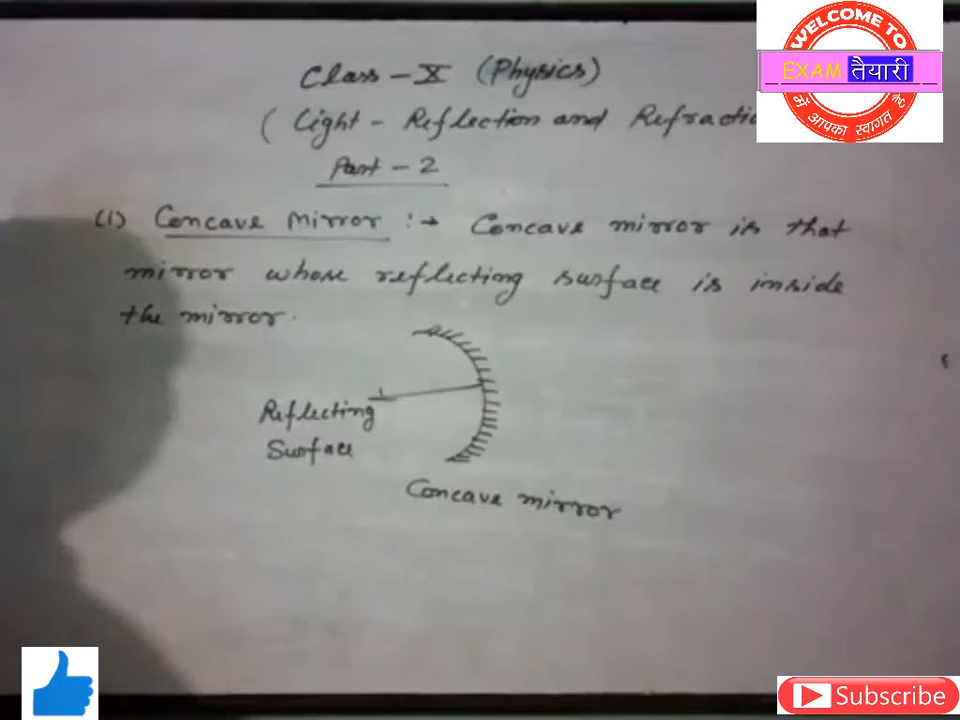 WELCOME TO
EXAM तैयारी
में आपका स्वागत है
Class - X (Physics)
( Light - Reflection and
Part - 2
(1) Concave Mirror :→ Concave mirror is that
mirror whose reflecting surface is inside
the mirror.
Reflecting
Surface
Concave mirror
Subscribe